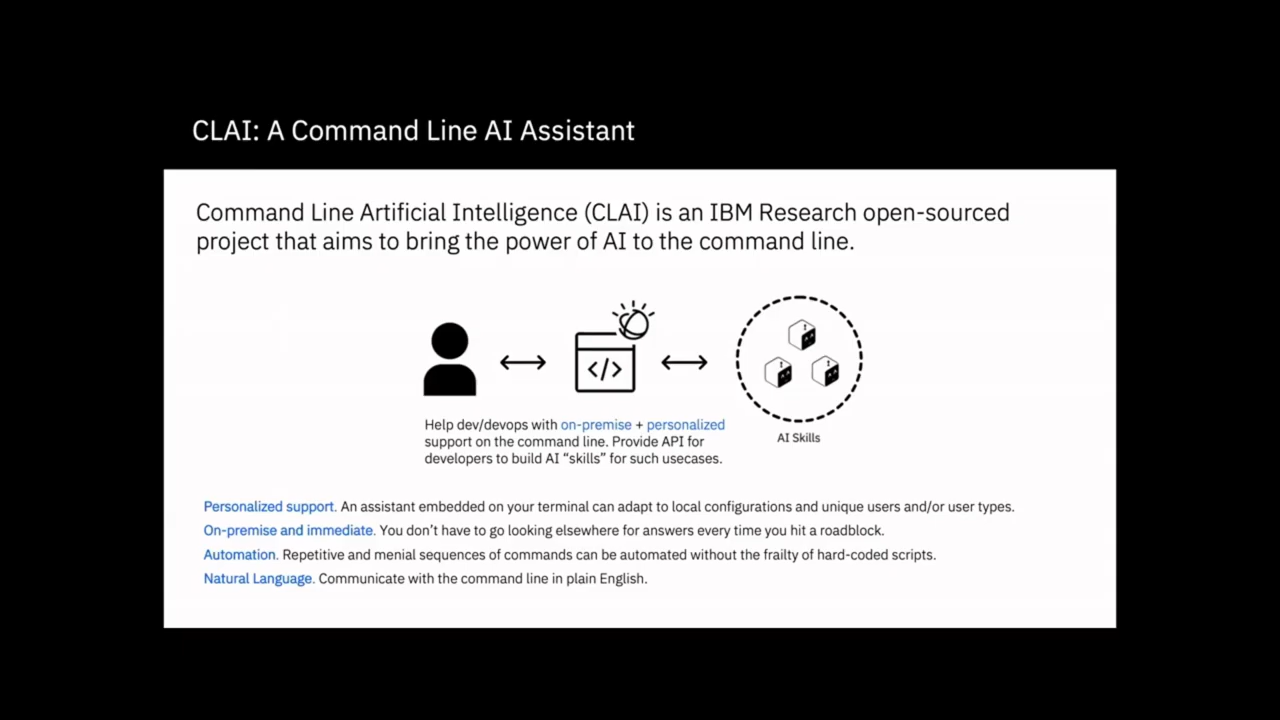 CLAI: A Command Line AI Assistant
Command Line Artificial Intelligence (CLAI) is an IBM Research open-sourced
project that aims to bring the power of AI to the command line.
</>
Help dev/devops with on-premise + personalized
support on the command line. Provide API for
developers to build AI “skills” for such usecases.
AI Skills
Personalized support. An assistant embedded on your terminal can adapt to local configurations and unique users and/or user types.
On-premise and immediate. You don’t have to go looking elsewhere for answers every time you hit a roadblock.
Automation. Repetitive and menial sequences of commands can be automated without the frailty of hard-coded scripts.
Natural Language. Communicate with the command line in plain English.